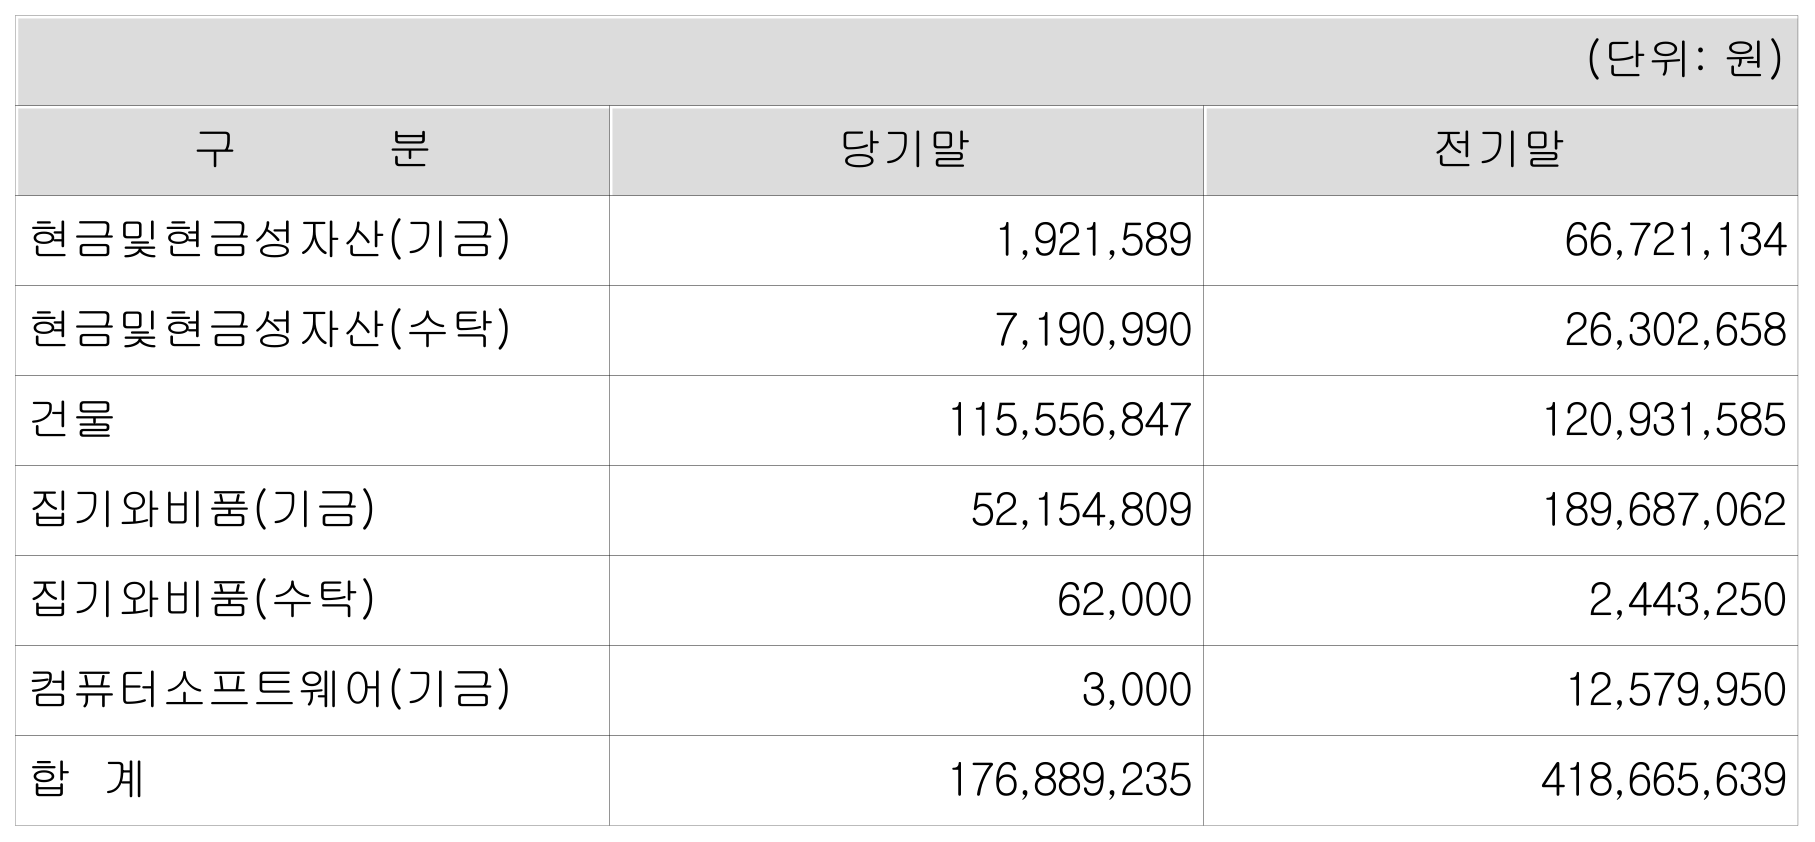 (단위: 원)
구 분 당기말 전기말
현금및현금성자산(기금) 1,921,589 66,721,134
현금및현금성자산(수탁) 7,190,990 26,302,658
건물 115,556,847 120,931,585
집기와비품(기금) 52,154,809 189,687,062
집기와비품(수탁) 62,000 2,443,250
컴퓨터소프트웨어(기금) 3,000 12,579,950
합 계 176,889,235 418,665,639